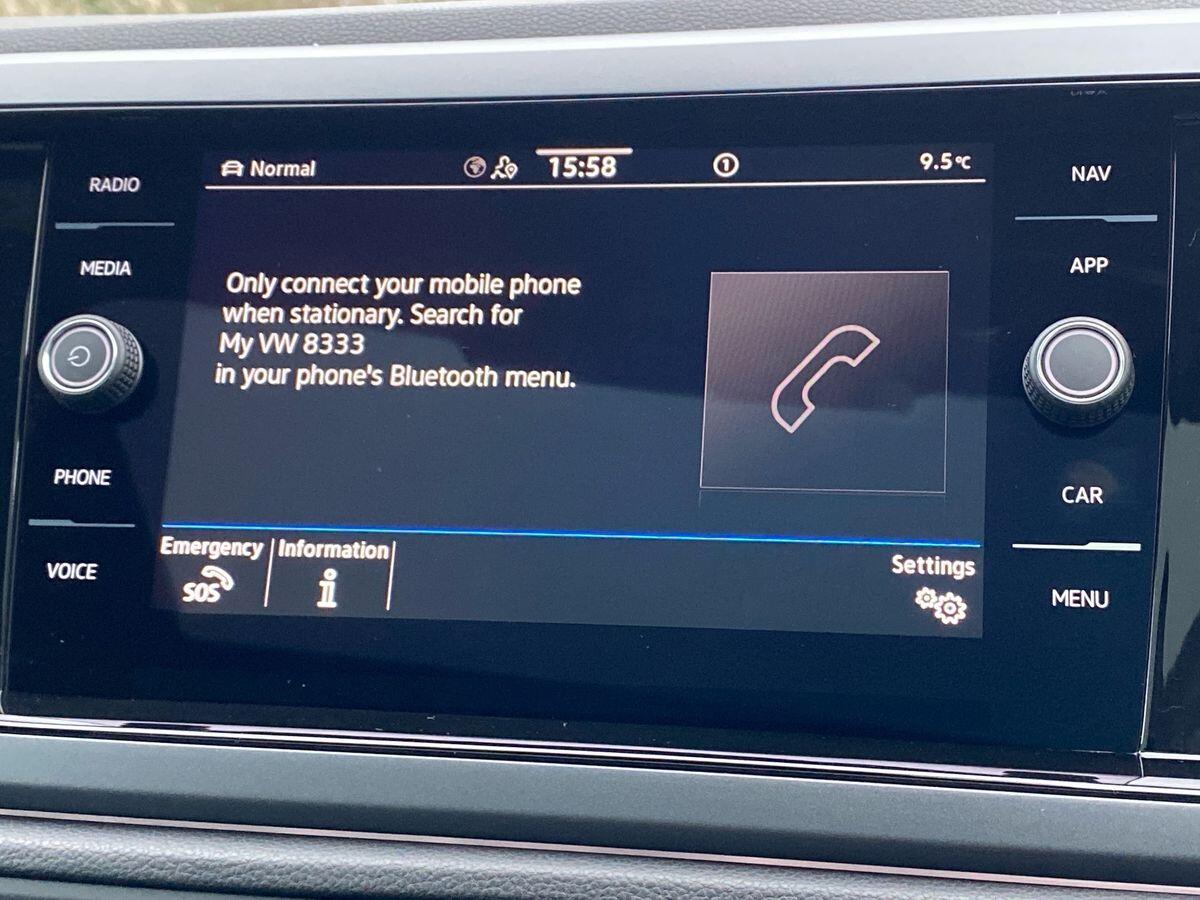 RADIO
MEDIA
PHONE
VOICE
Normal
15:58
1
9.5°C
Only connect your mobile phone
when stationary. Search for
My VW 8333
in your phone's Bluetooth menu.
Emergency
SOS
Information
i
Settings
NAV
APP
CAR
MENU